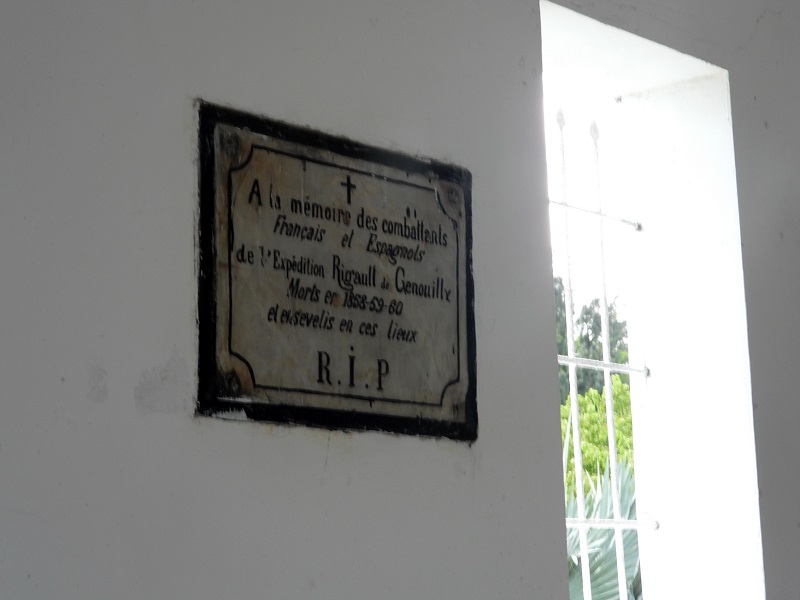 A la mémoire des combattants
Français et Espagnols
de l'Expédition Rigault de Genouilly
Morts en 1858-59-60
et ensevelis en ces lieux
R.I.P